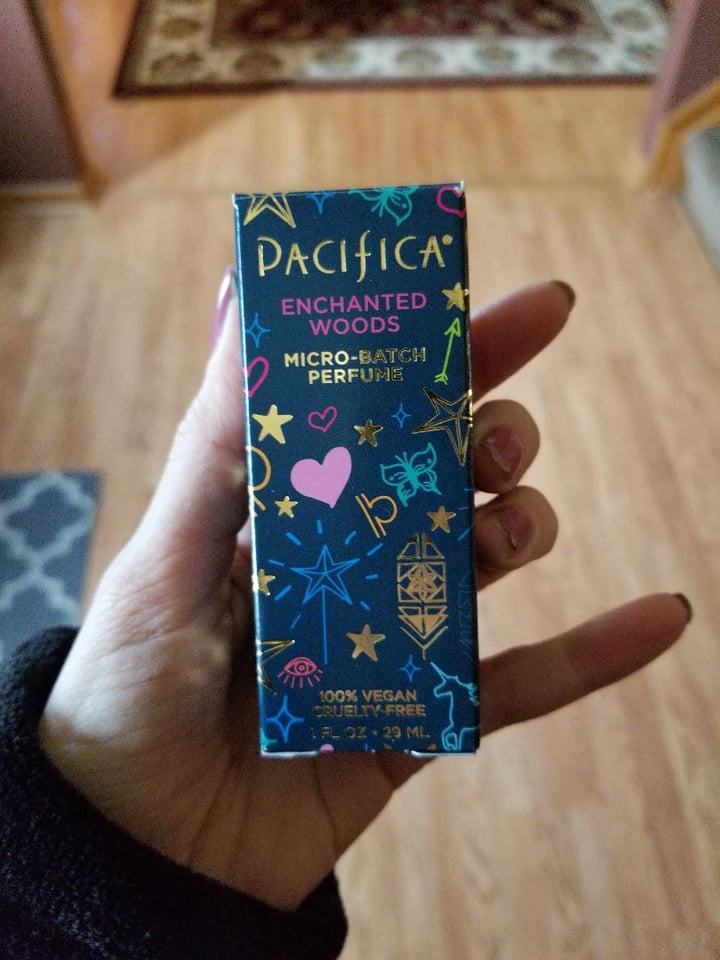 PACIFICA
ENCHANTED
WOODS
MICRO-BATCH
PERFUME
100% VEGAN
CRUELTY-FREE
1 FL OZ • 29 ML